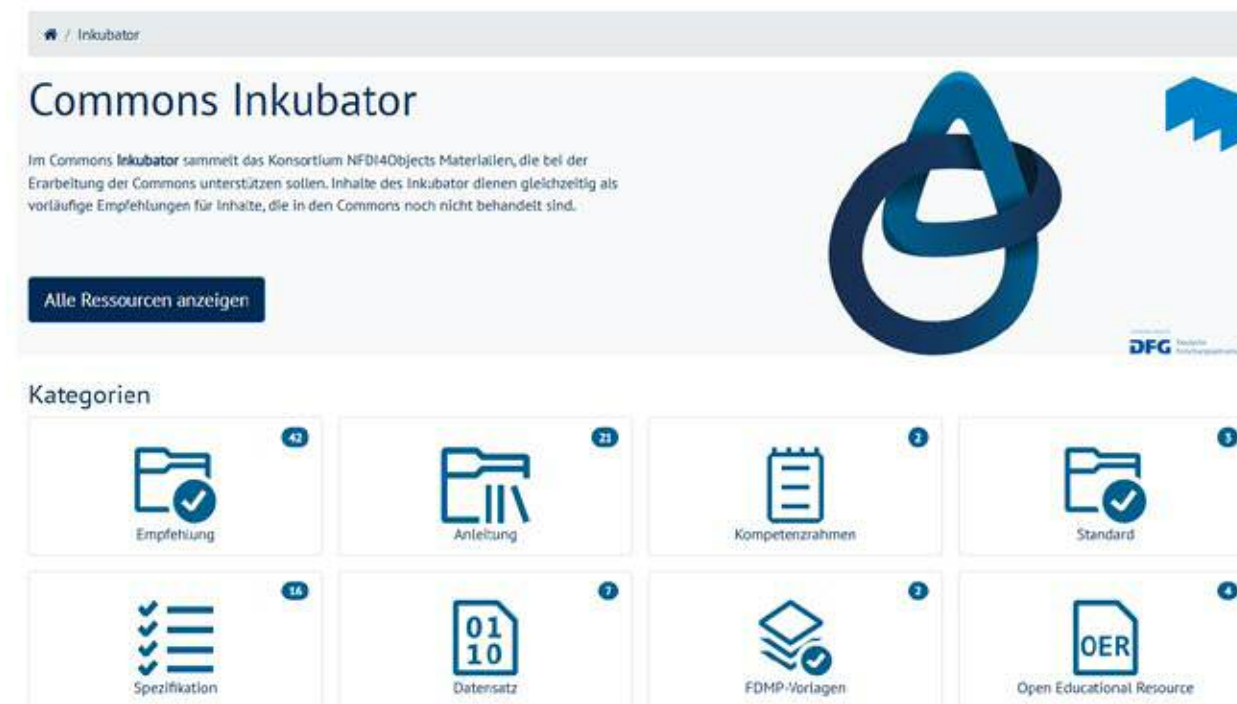 / Inkubator
Commons Inkubator
Im Commons Inkubator sammelt das Konsortium NFDI4Objects Materialien, die bei der
Erarbeitung der Commons unterstützen sollen. Inhalte des Inkubator dienen gleichzeitig als
vorläufige Empfehlungen für Inhalte, die in den Commons noch nicht behandelt sind.
Alle Ressourcen anzeigen
DFG
Kategorien
42 21 2 3
Empfehlung Anleitung Kompetenzrahmen Standard
16 7 2 4
01
10
OER
Spezifikation Datensatz FDMP-Vorlagen Open Educational Resource